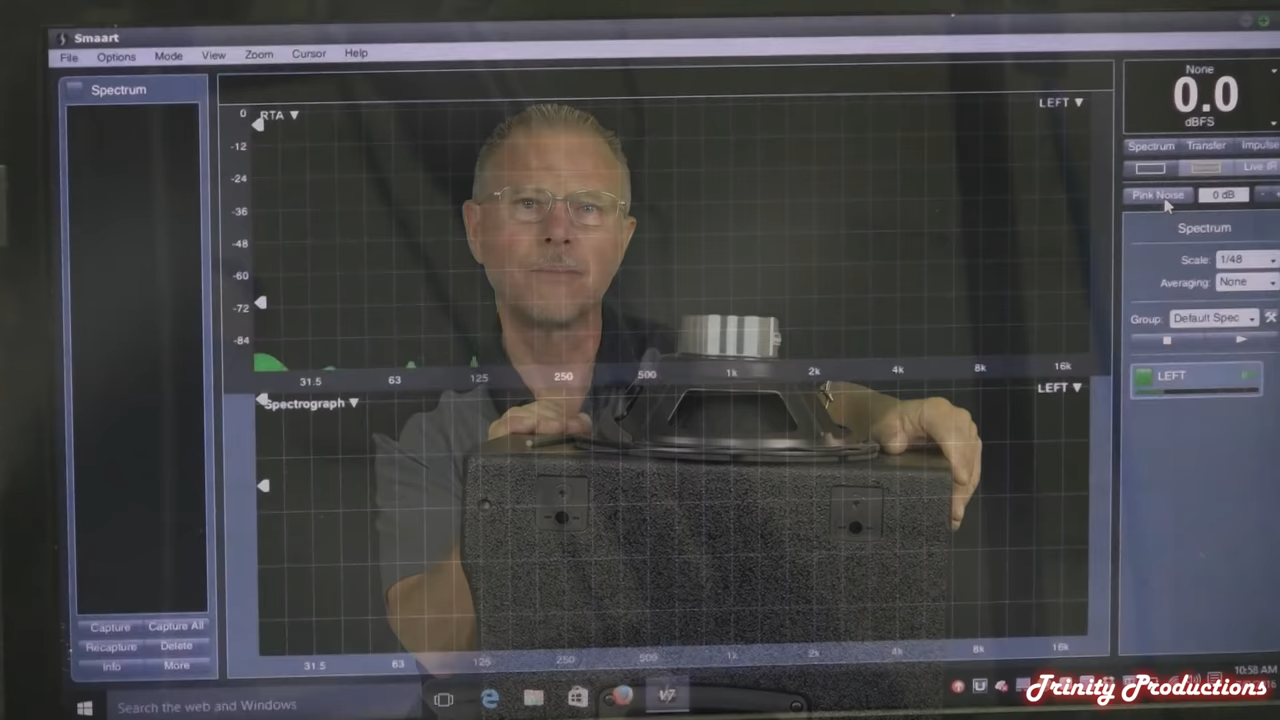 Smaart
File Options Mode View Zoom Cursor Help
Spectrum
0
-12
-24
-36
-48
-60
-72
-84
RTA ▼
LEFT ▼
31.5 63 125 250 500 1k 2k 4k 8k 16k
Spectrograph ▼
LEFT ▼
31.5 63 125 250 500 1k 2k 4k 8k 16k
Capture Capture All
Recapture Delete
Info More
None
0.0
dBFS
Spectrum Transfer Impulse
Live IR
Pink Noise 0 dB
Spectrum
Scale: 1/48
Averaging: None
Group: Default Spec
LEFT
Search the web and Windows
V7
10:58 AM
Trinity Productions